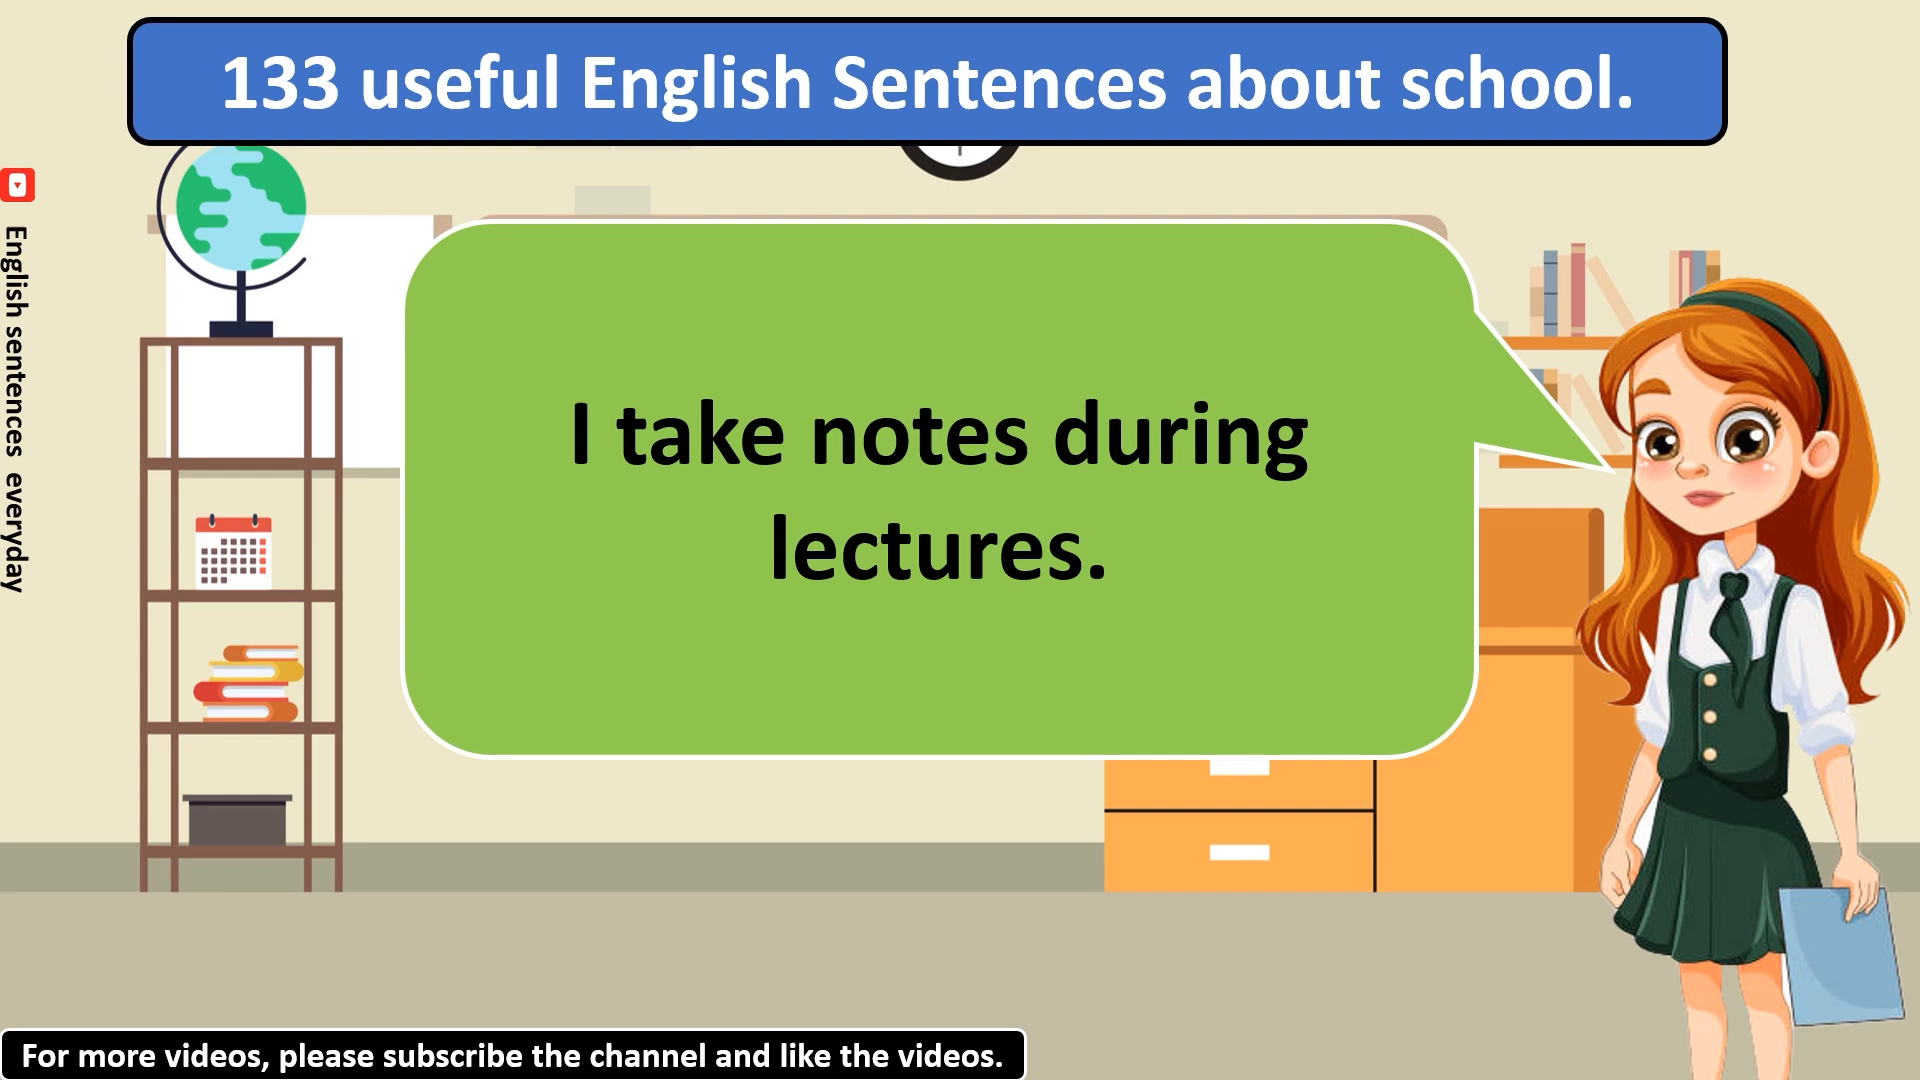 133 useful English Sentences about school.
English sentences everyday
I take notes during
lectures.
For more videos, please subscribe the channel and like the videos.